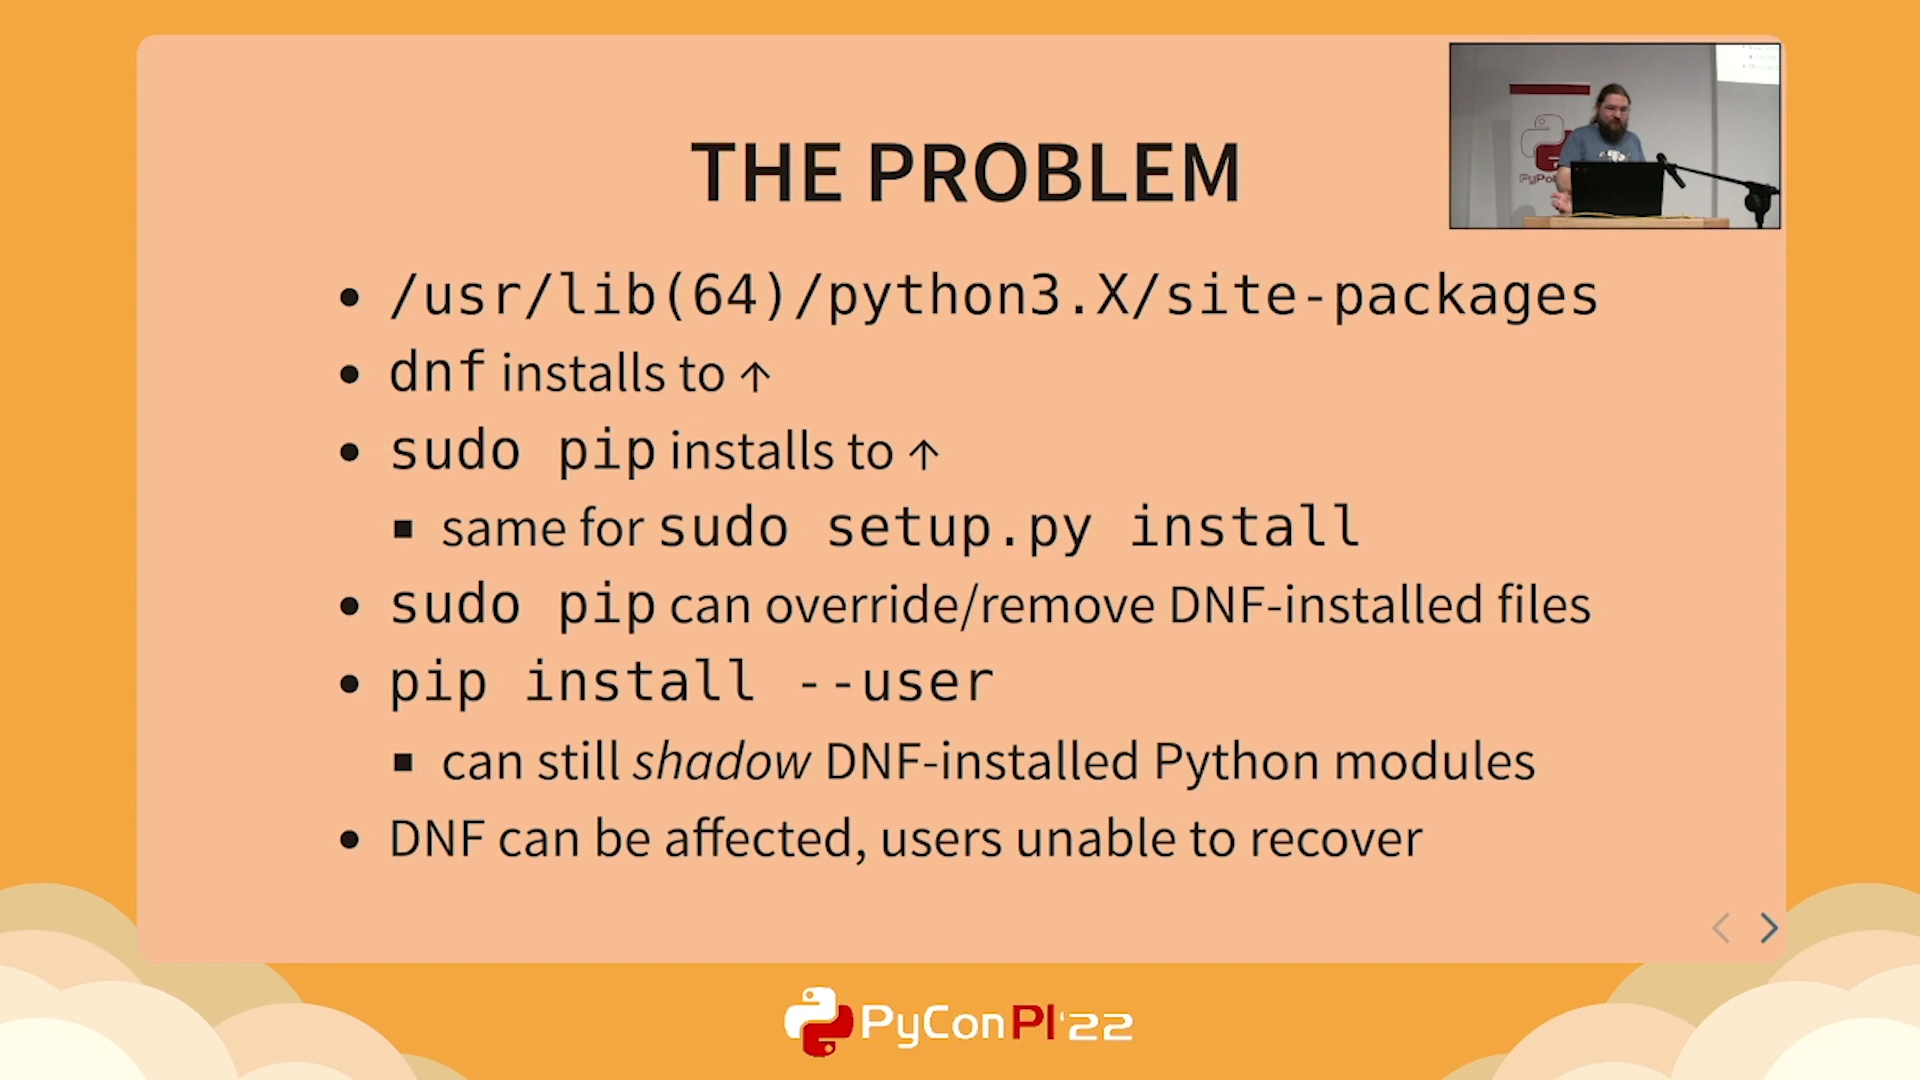 THE PROBLEM
/usr/lib(64)/python3.X/site-packages
dnf installs to ↑
sudo pip installs to ↑
same for sudo setup.py install
sudo pip can override/remove DNF-installed files
pip install --user
can still shadow DNF-installed Python modules
DNF can be affected, users unable to recover
PyConPl'22